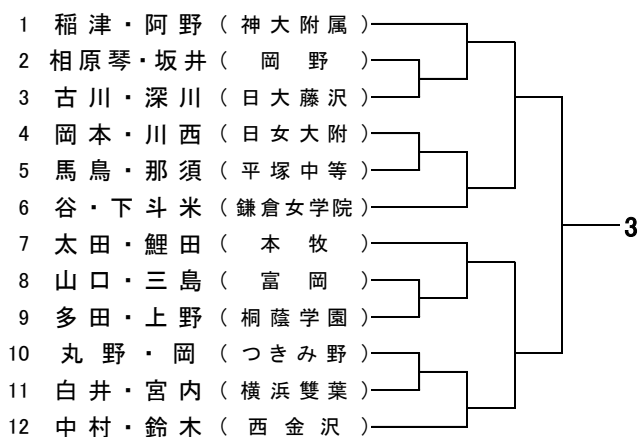 1 稲津・阿野 (神大附属)
2 相原琴・坂井 (岡野)
3 古川・深川 (日大藤沢)
4 岡本・川西 (日女大附)
5 馬鳥・那須 (平塚中等)
6 谷・下斗米 (鎌倉女学院)
3
7 太田・鯉田 (本牧)
8 山口・三島 (富岡)
9 多田・上野 (桐蔭学園)
10 丸野・岡 (つきみ野)
11 白井・宮内 (横浜雙葉)
12 中村・鈴木 (西金沢)